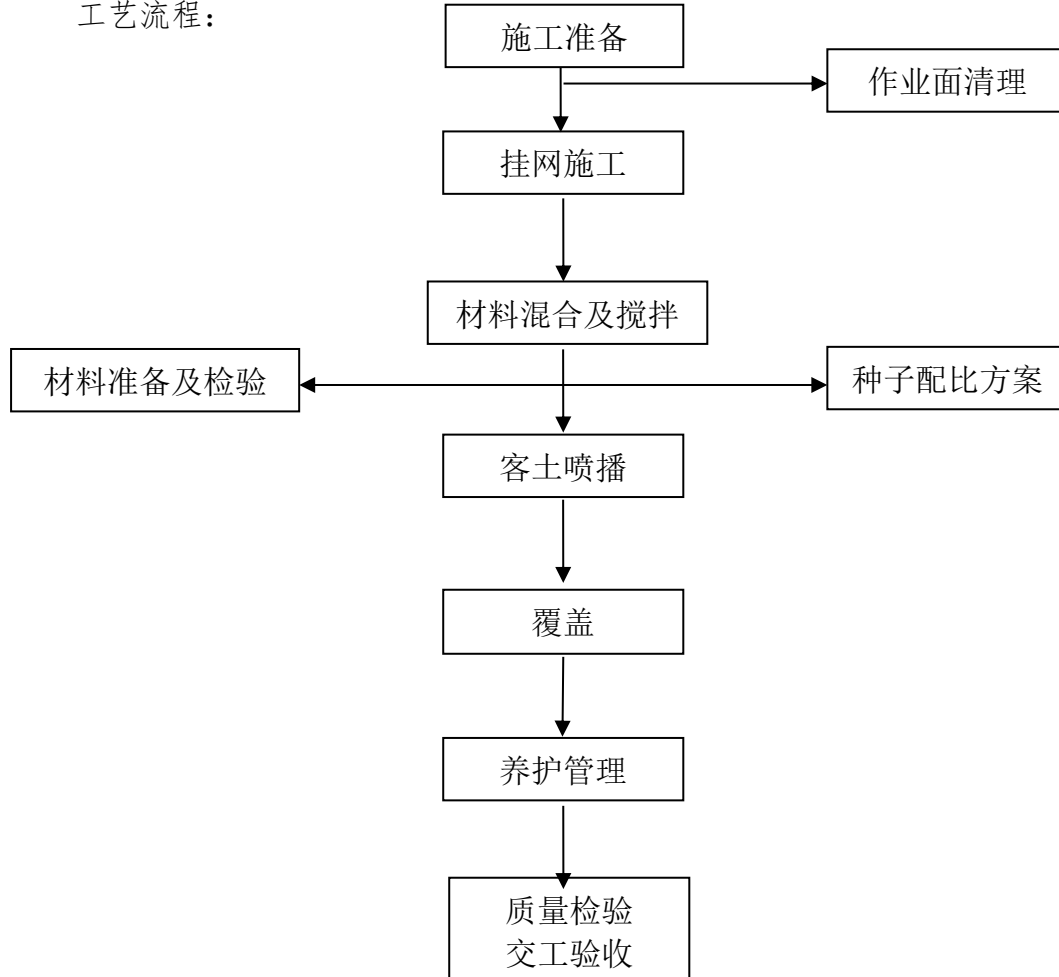 工艺流程：
施工准备
作业面清理
挂网施工
材料混合及搅拌
材料准备及检验
种子配比方案
客土喷播
覆盖
养护管理
质量检验
交工验收